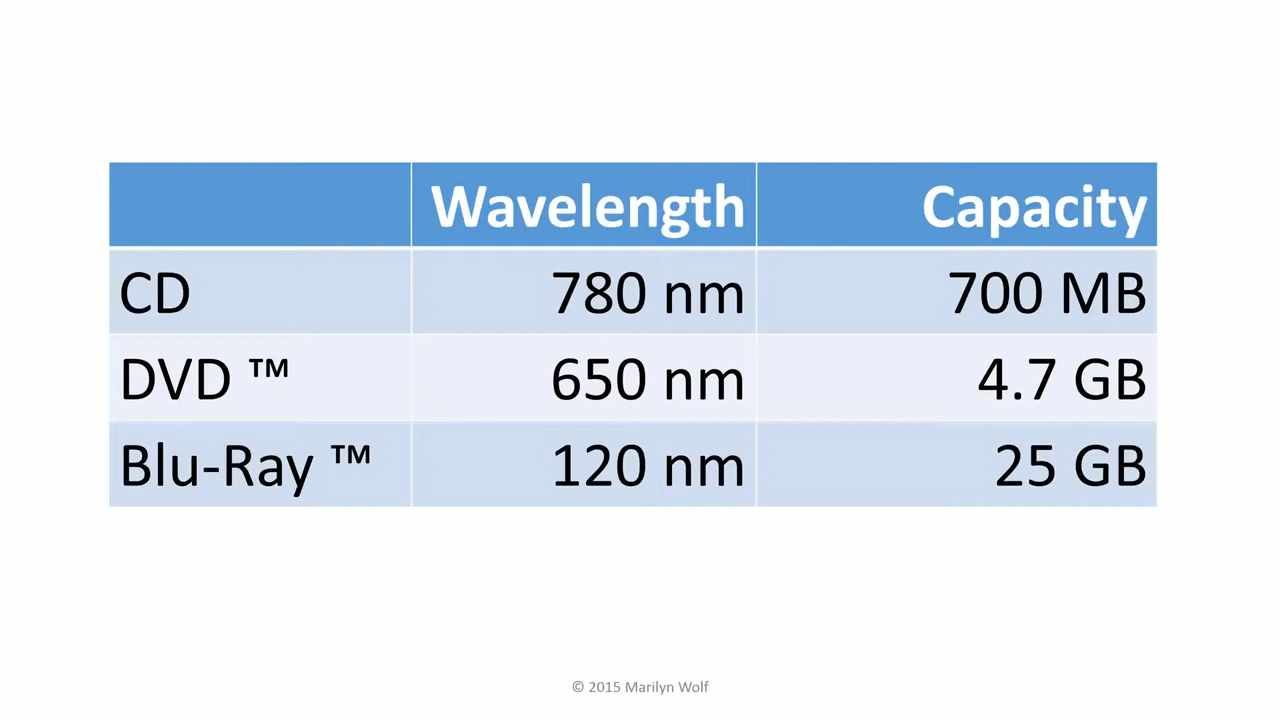 Wavelength Capacity
CD 780 nm 700 MB
DVD ™ 650 nm 4.7 GB
Blu-Ray ™ 120 nm 25 GB
© 2015 Marilyn Wolf